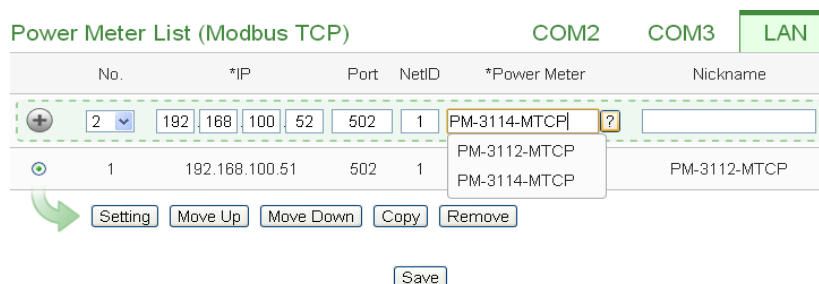 Power Meter List (Modbus TCP) COM2 COM3 LAN
No. *IP Port NetID *Power Meter Nickname
2 192 . 168 . 100 . 52 502 1 PM-3114-MTCP ?
PM-3112-MTCP
1 192.168.100.51 502 1 PM-3112-MTCP
PM-3114-MTCP
Setting Move Up Move Down Copy Remove
Save